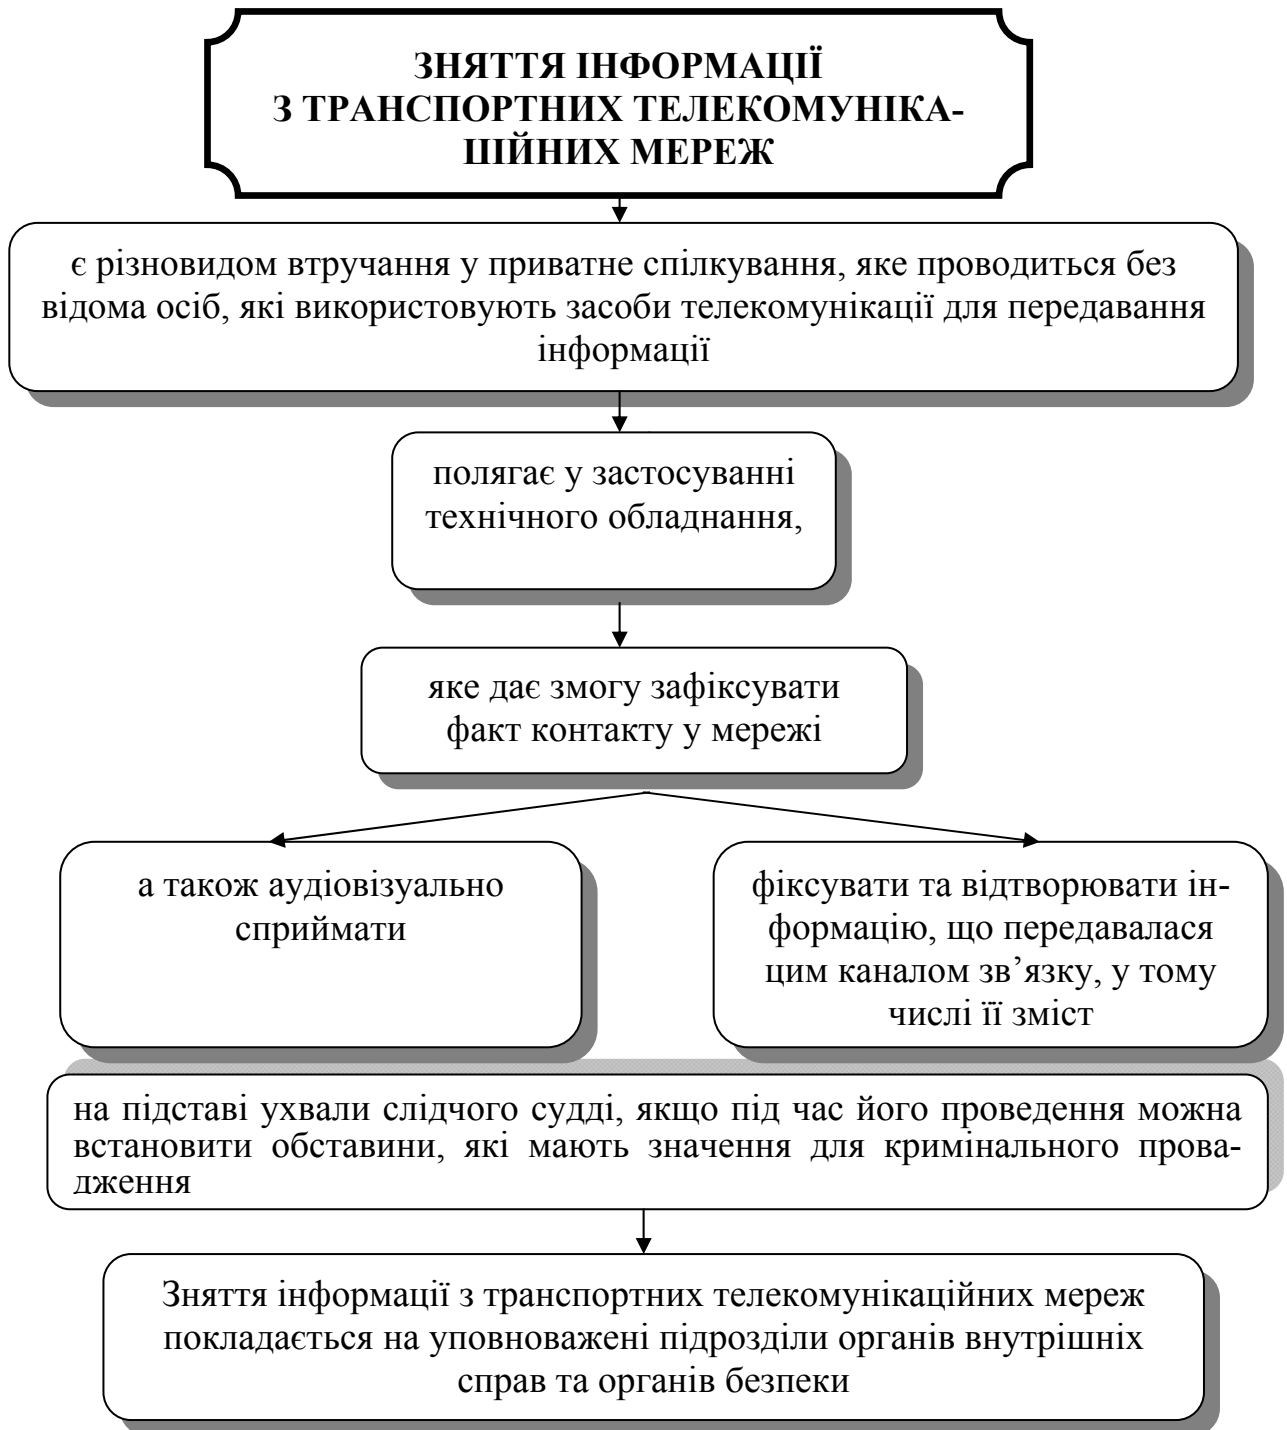 ЗНЯТТЯ ІНФОРМАЦІЇ
З ТРАНСПОРТНИХ ТЕЛЕКОМУНІКА-
ЦІЙНИХ МЕРЕЖ
є різновидом втручання у приватне спілкування, яке проводиться без
відома осіб, які використовують засоби телекомунікації для передавання
інформації
полягає у застосуванні
технічного обладнання,
яке дає змогу зафіксувати
факт контакту у мережі
а також аудіовізуально
сприймати
фіксувати та відтворювати ін-
формацію, що передавалася
цим каналом зв’язку, у тому
числі її зміст
на підставі ухвали слідчого судді, якщо під час його проведення можна
встановити обставини, які мають значення для кримінального прова-
дження
Зняття інформації з транспортних телекомунікаційних мереж
покладається на уповноважені підрозділи органів внутрішніх
справ та органів безпеки